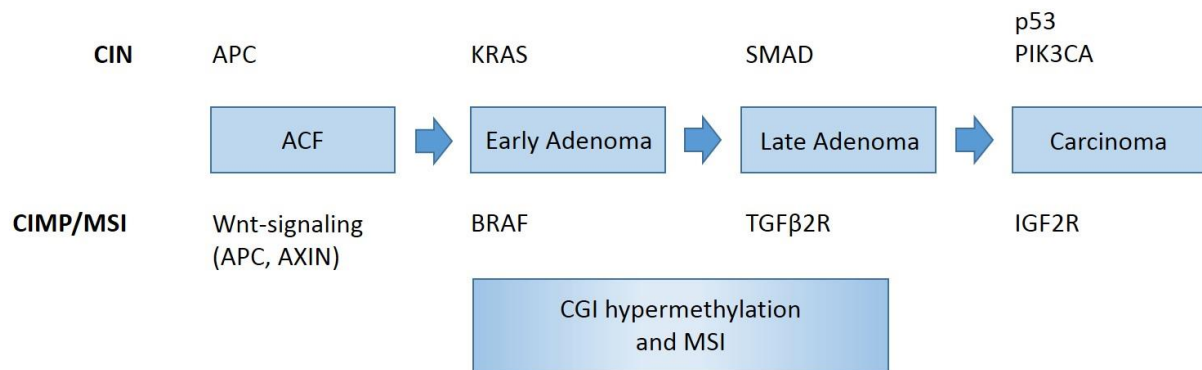 p53
CIN APC KRAS SMAD PIK3CA
ACF Early Adenoma Late Adenoma Carcinoma
CIMP/MSI Wnt-signaling BRAF TGFβ2R IGF2R
(APC, AXIN)
CGI hypermethylation
and MSI